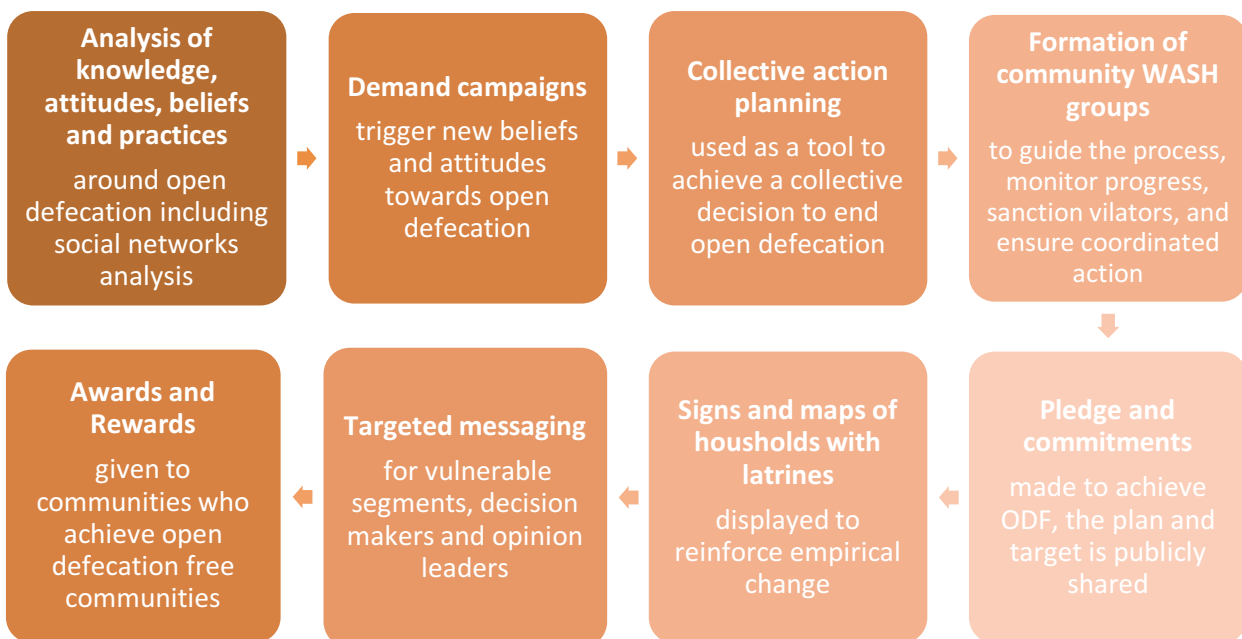 Analysis of
knowledge,
attitudes, beliefs
and practices
around open
defecation including
social networks
analysis
Demand campaigns
trigger new beliefs
and attitudes
towards open
defecation
Collective action
planning
used as a tool to
achieve a collective
decision to end
open defecation
Formation of
community WASH
groups
to guide the process,
monitor progress,
sanction vilators, and
ensure coordinated
action
Pledge and
commitments
made to achieve
ODF, the plan and
target is publicly
shared
Signs and maps of
housholds with
latrines
displayed to
reinforce empirical
change
Targeted messaging
for vulnerable
segments, decision
makers and opinion
leaders
Awards and
Rewards
given to
communities who
achieve open
defecation free
communities